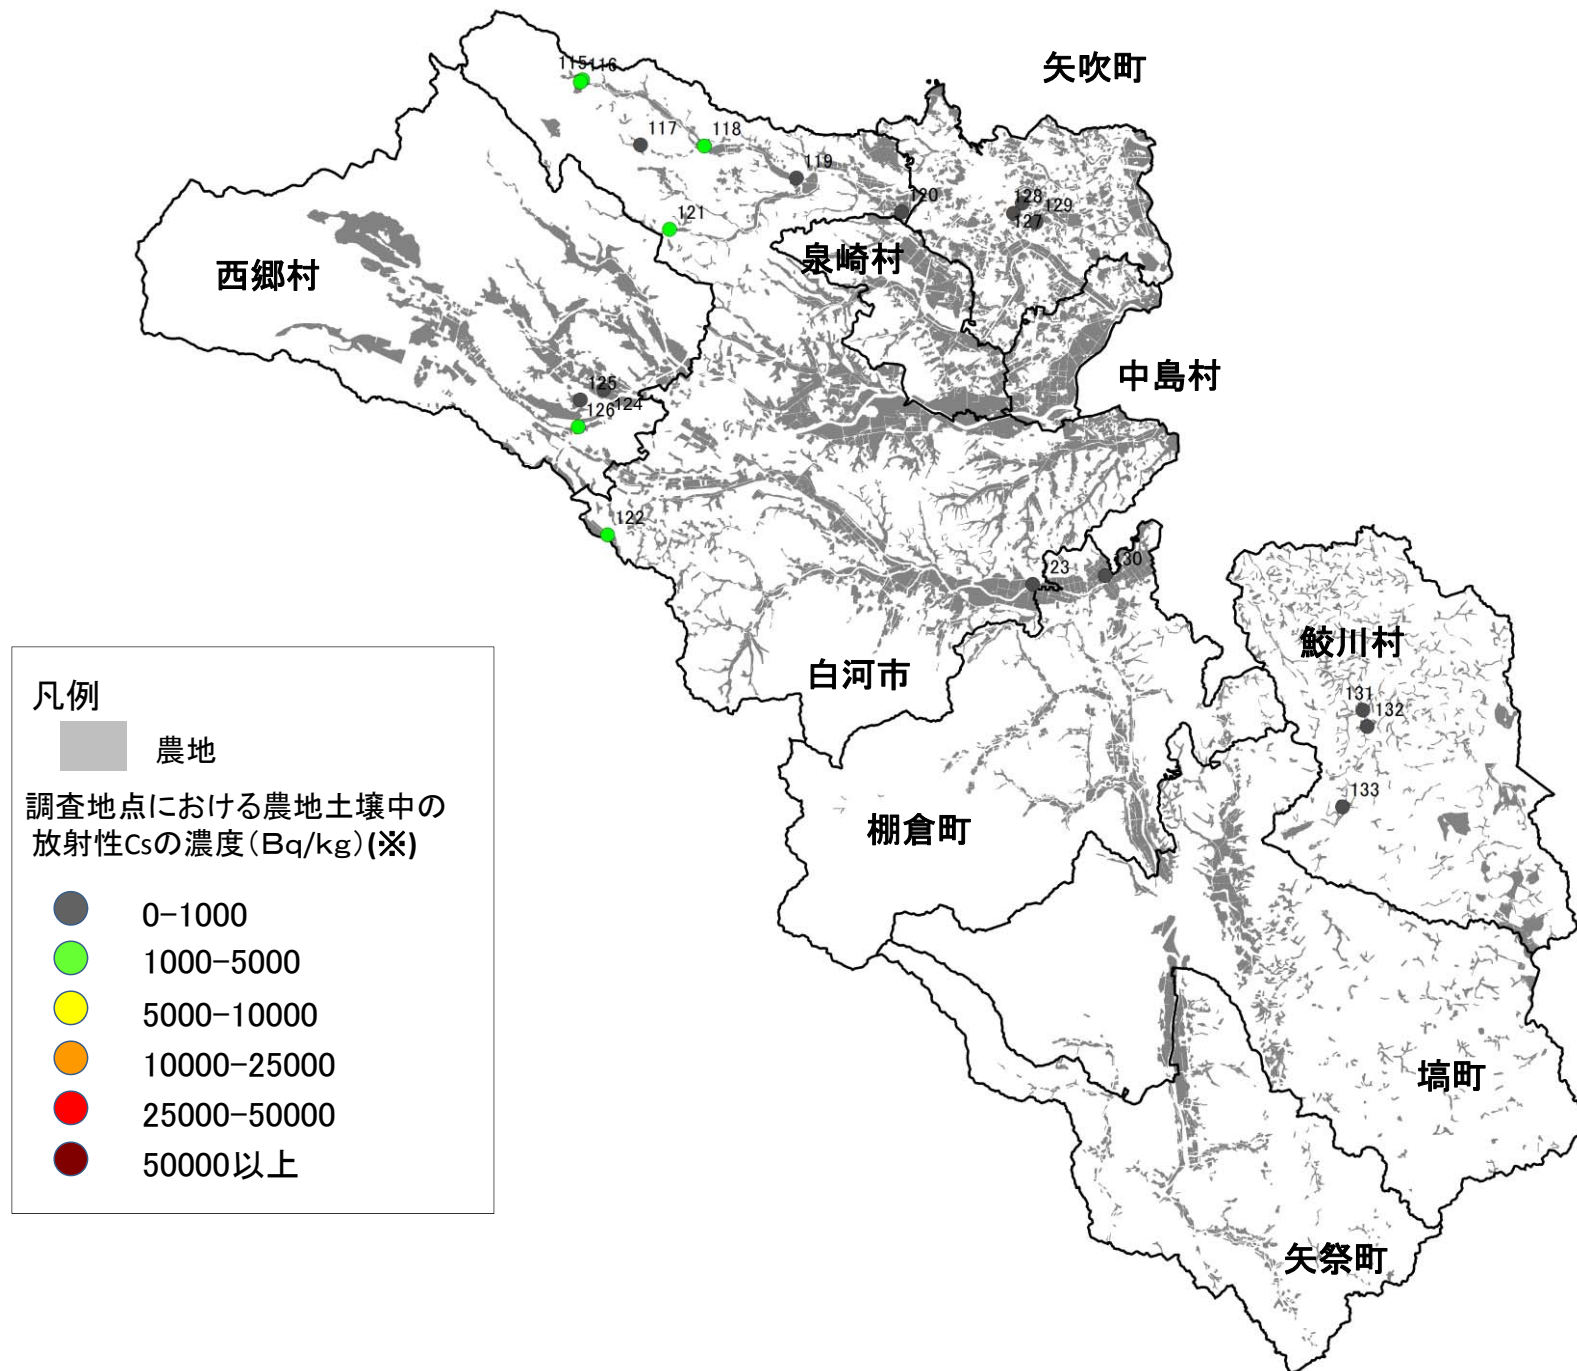 矢吹町
115
116
117
118
119
120
128
129
127
121
泉崎村
西郷村
中島村
125
124
126
122
23
30
鮫川村
白河市
131
132
133
棚倉町
塙町
矢祭町
凡例
農地
調査地点における農地土壌中の
放射性Csの濃度(Bq/kg)(※)
0-1000
1000-5000
5000-10000
10000-25000
25000-50000
50000以上